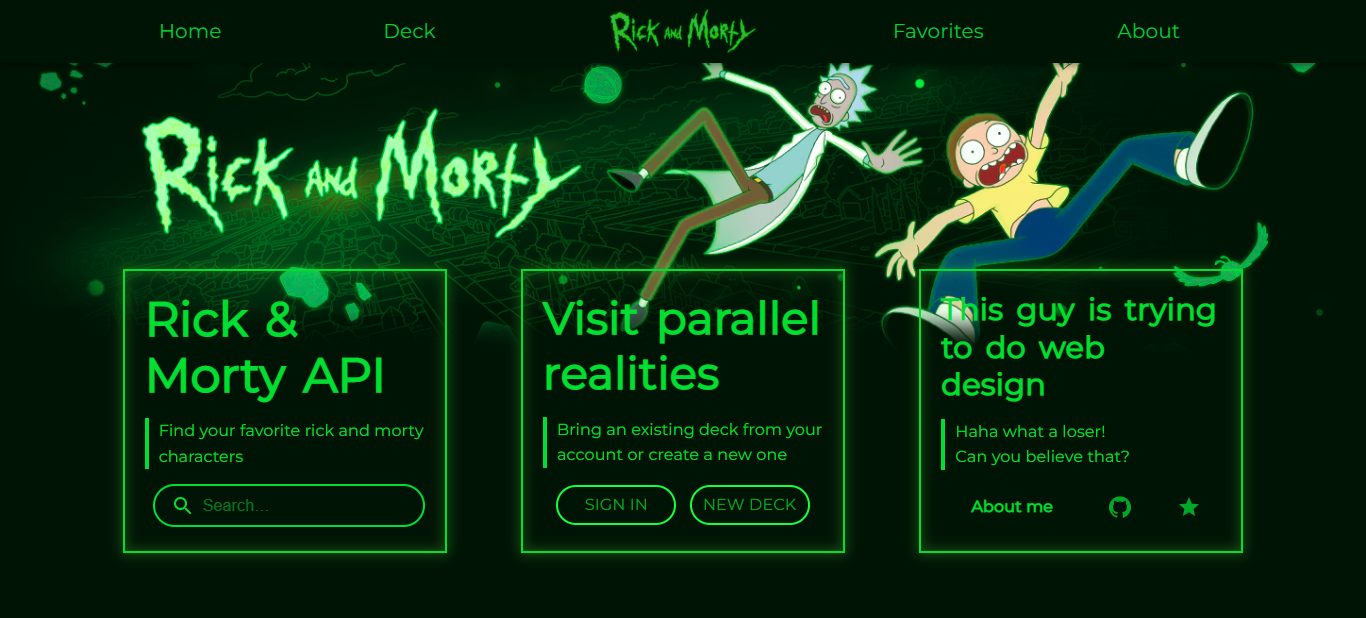 Home
Deck
Rick and Morty
Favorites
About
Rick and Morty
Rick &
Morty API
Find your favorite rick and morty
characters
Search...
Visit parallel
realities
Bring an existing deck from your
account or create a new one
SIGN IN
NEW DECK
This guy is trying
to do web
design
Haha what a loser!
Can you believe that?
About me